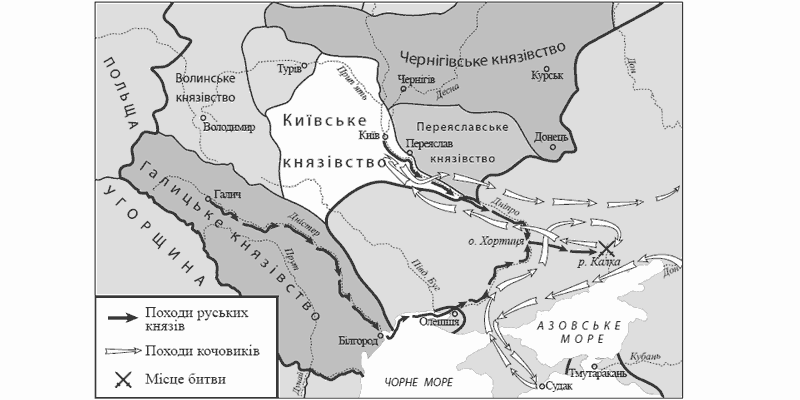 ПОЛЬЩА
Волинське
князівство
Володимир
Турів
Прип'ять
Чернігівське князівство
Чернігів
Десна
Курськ
Дон
Київське
князівство
Київ
Переяславське
князівство
Переяслав
Донець
УГОРЩИНА
Галицьке князівство
Галич
Дністер
Прут
Дніпро
о. Хортиця
р. Калка
Півд. Буг
Дон
Олешшя
Білгород
АЗОВСЬКЕ
МОРЕ
Кубань
Тмутаракань
Судак
ЧОРНЕ МОРЕ
Дунай
Походи руських
князів
Походи кочовиків
Місце битви